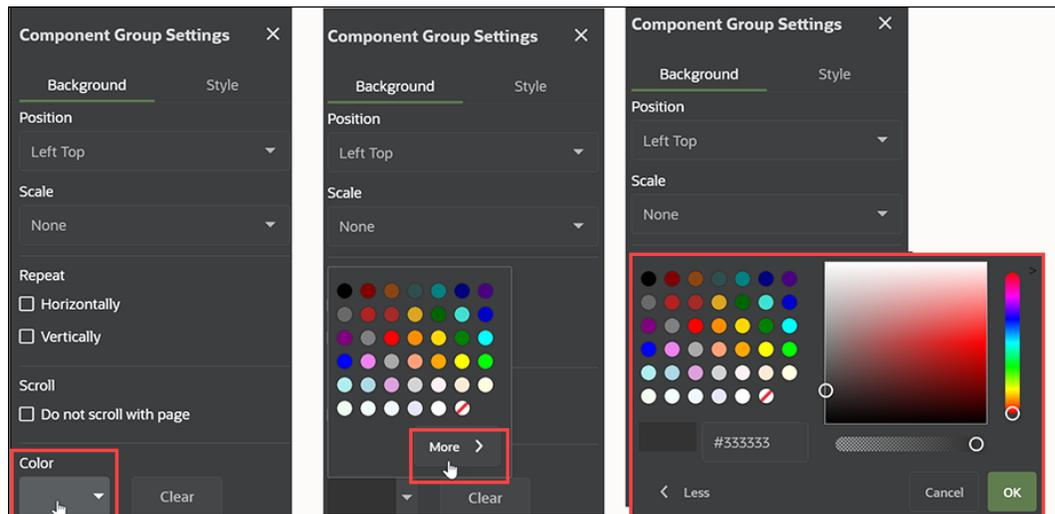 Component Group Settings
Background Style
Position
Left Top
Scale
None
Repeat
Horizontally
Vertically
Scroll
Do not scroll with page
Color
Clear
Component Group Settings
Background Style
Position
Left Top
Scale
None
More
Clear
Component Group Settings
Background Style
Position
Left Top
Scale
None
#333333
Less Cancel OK